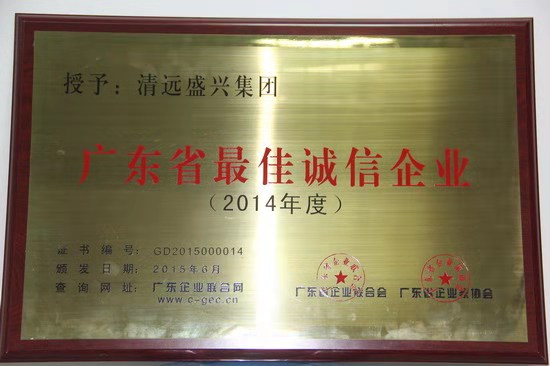 授予：清远盛兴集团
广东省最佳诚信企业
（2014年度）
证书编号：GD2015000014
颁发日期：2015年6月
查询网址：广东企业联合网
www.c-gec.cn
广东省企业联合会
广东省企业家协会